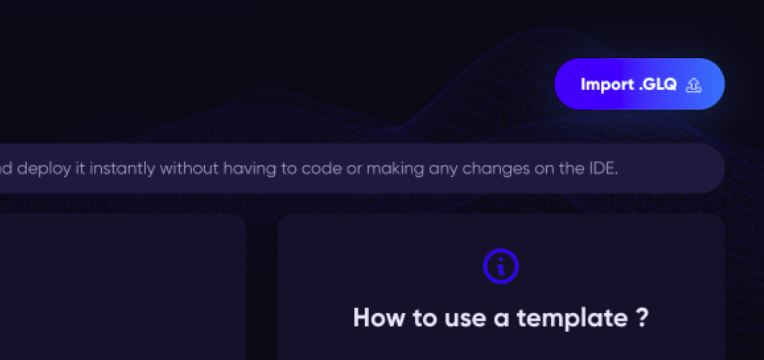 Import .GLQ
deploy it instantly without having to code or making any changes on the IDE.
How to use a template ?